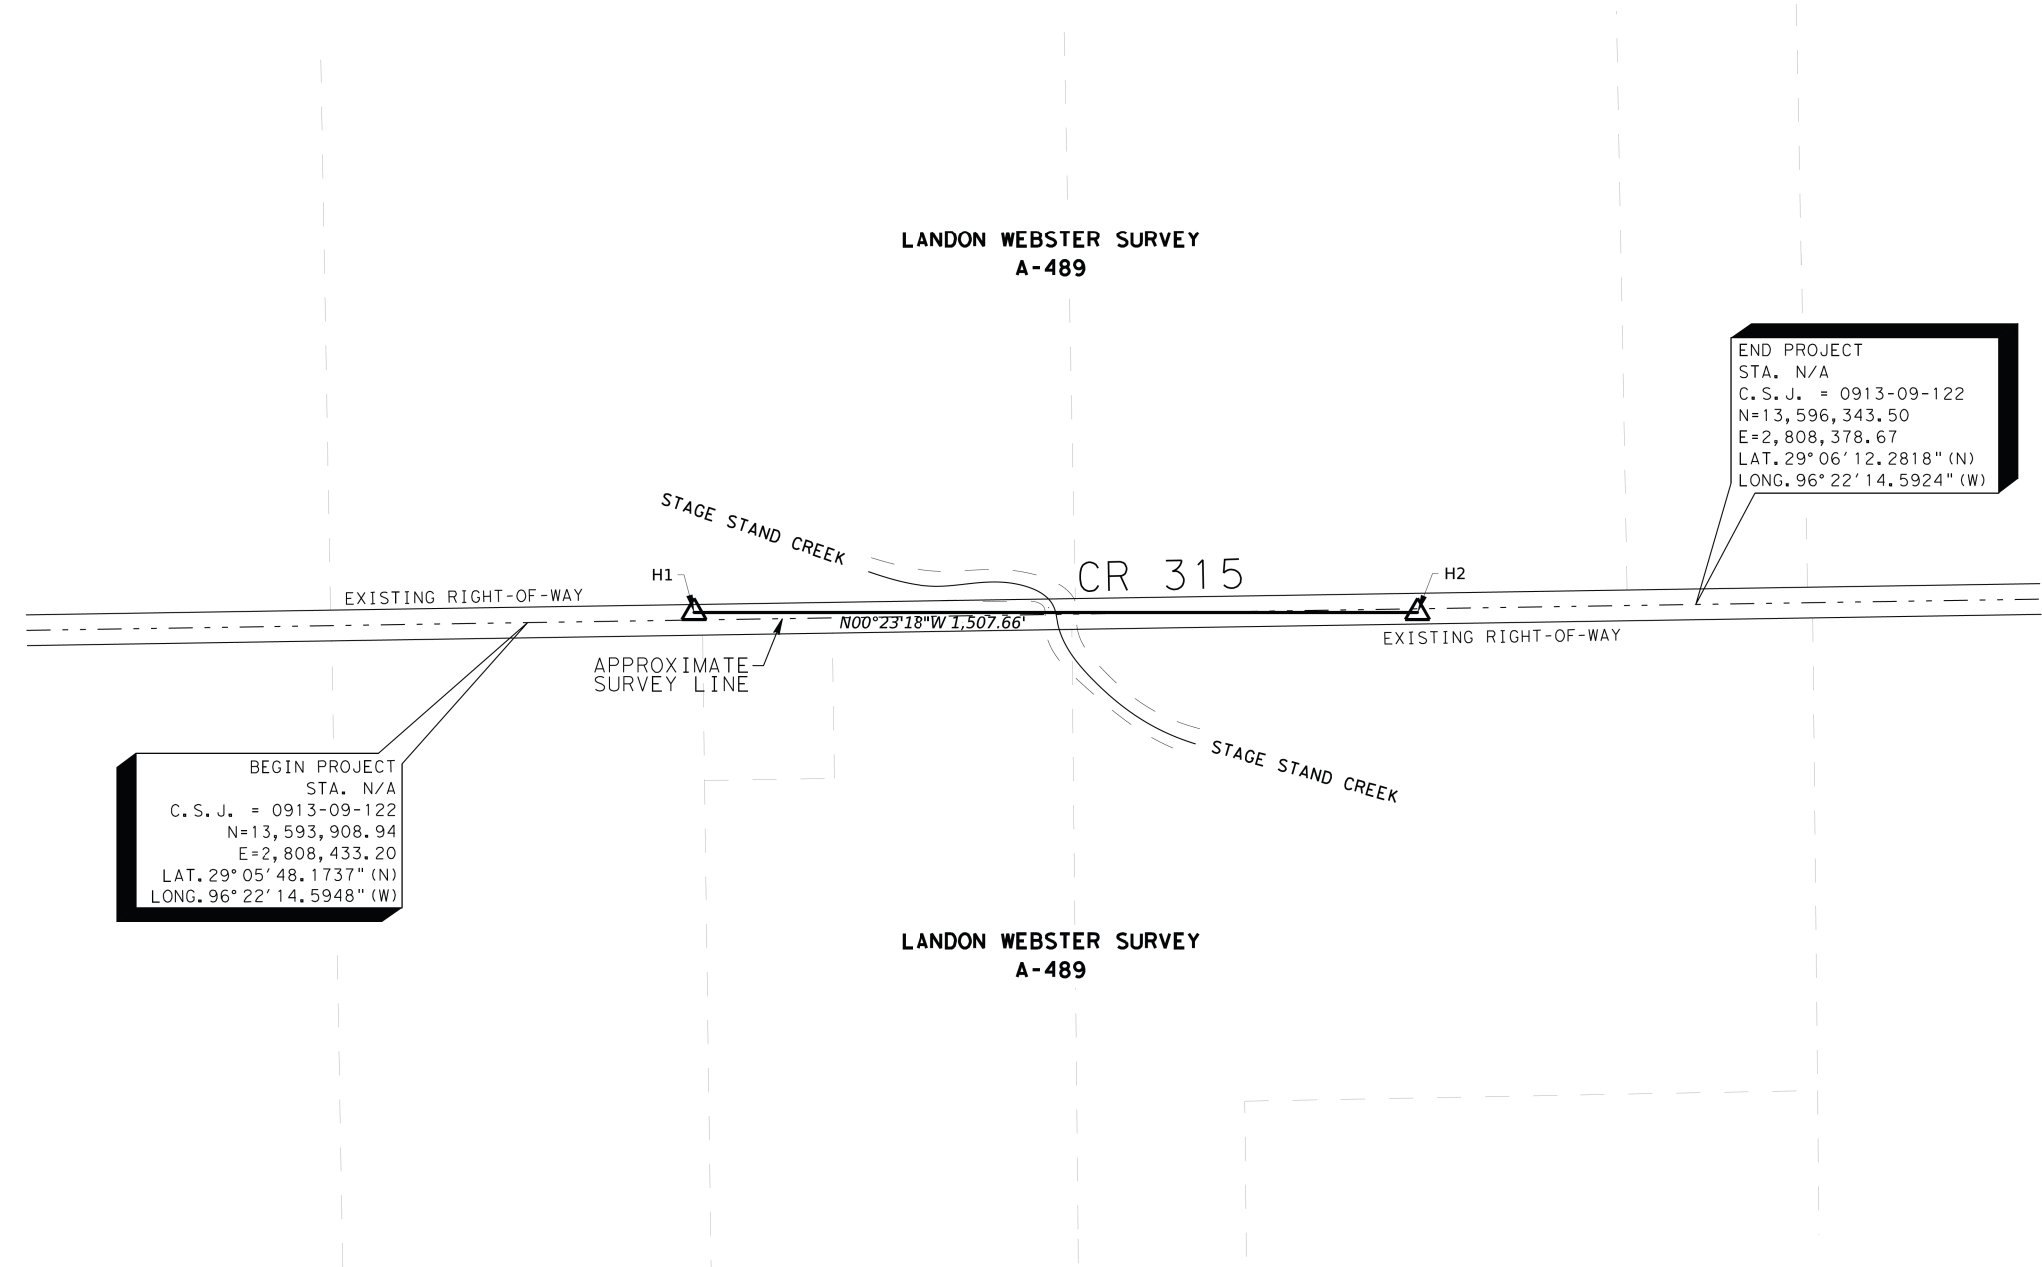 LANDON WEBSTER SURVEY
A-489
END PROJECT
STA. N/A
C.S.J. = 0913-09-122
N=13,596,343.50
E=2,808,378.67
LAT.29°06'12.2818"(N)
LONG.96°22'14.5924"(W)
STAGE STAND CREEK
CR 315
H1
H2
EXISTING RIGHT-OF-WAY
N00°23'18"W 1,507.66'
EXISTING RIGHT-OF-WAY
APPROXIMATE
SURVEY LINE
STAGE STAND CREEK
BEGIN PROJECT
STA. N/A
C.S.J. = 0913-09-122
N=13,593,908.94
E=2,808,433.20
LAT.29°05'48.1737"(N)
LONG.96°22'14.5948"(W)
LANDON WEBSTER SURVEY
A-489